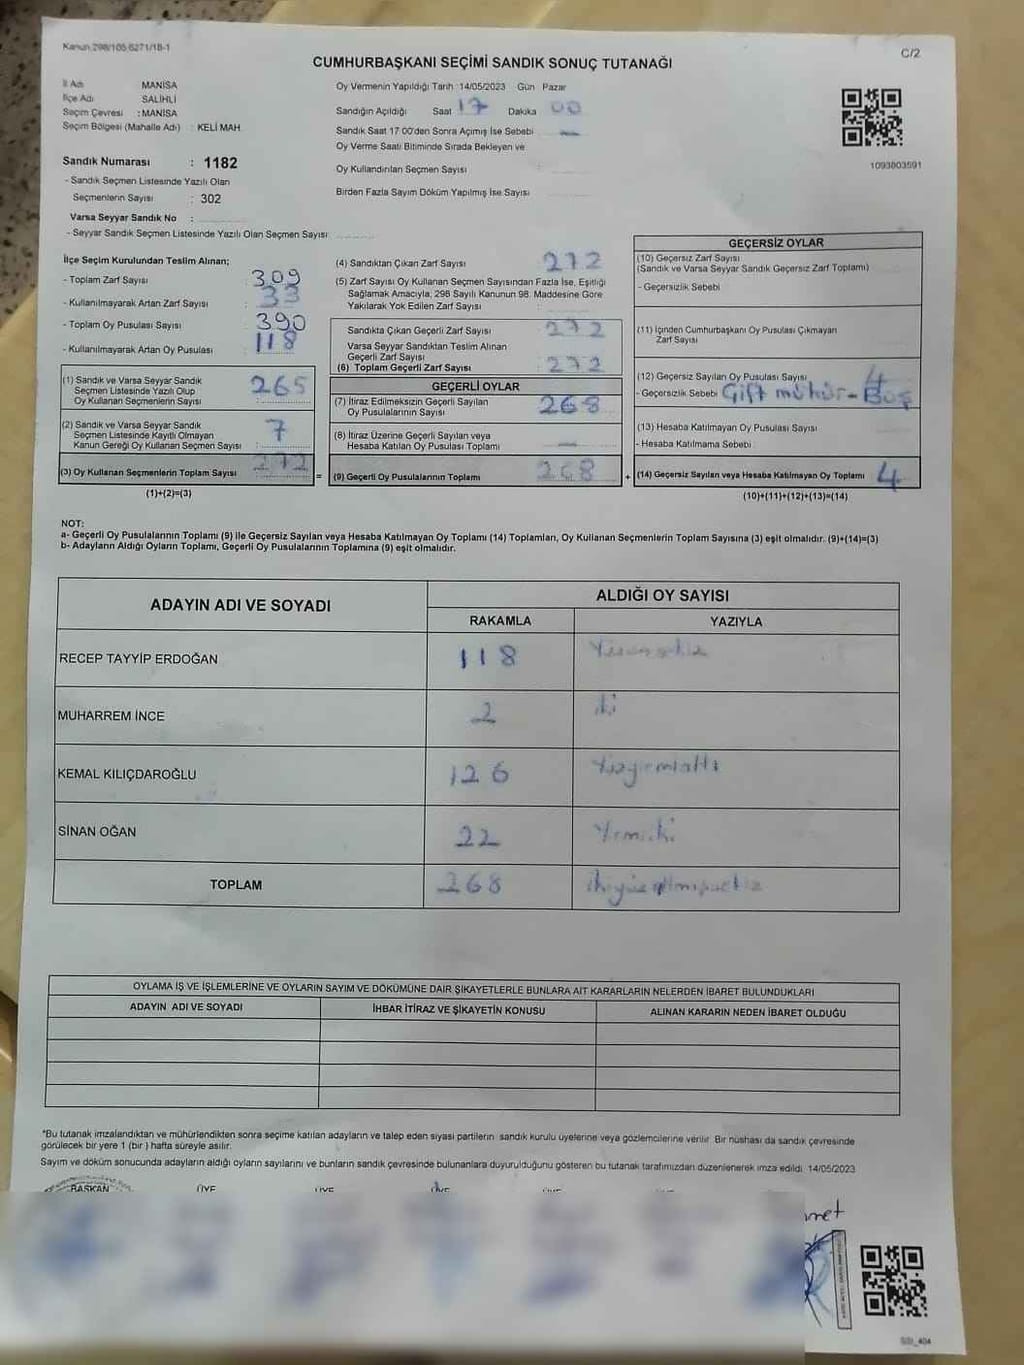 Kanun 298/105 6271/18-1
C/2
CUMHURBAŞKANI SEÇİMİ SANDIK SONUÇ TUTANAĞI
İl Adı MANİSA
İlçe Adı SALİHLİ
Seçim Çevresi : MANİSA
Seçim Bölgesi (Mahalle Adı) : KELİ MAH.
Oy Vermenin Yapıldığı Tarih : 14/05/2023 Gün Pazar
Sandığın Açıldığı Saat 17 Dakika 00
Sandık Saat 17 00'dan Sonra Açılmış İse Sebebi —
Oy Verme Saati Bitiminde Sırada Bekleyen ve
Oy Kullandırılan Seçmen Sayısı
Birden Fazla Sayım Döküm Yapılmış İse Sayısı
1093803591
Sandık Numarası : 1182
- Sandık Seçmen Listesinde Yazılı Olan
Seçmenlerin Sayısı : 302
Varsa Seyyar Sandık No :
- Seyyar Sandık Seçmen Listesinde Yazılı Olan Seçmen Sayısı
İlçe Seçim Kurulundan Teslim Alınan;
- Toplam Zarf Sayısı : 309
- Kullanılmayarak Artan Zarf Sayısı : 33
- Toplam Oy Pusulası Sayısı : 390
- Kullanılmayarak Artan Oy Pusulası : 118
(1) Sandık ve Varsa Seyyar Sandık
Seçmen Listesinde Yazılı Olup
Oy Kullanan Seçmenlerin Sayısı : 265
(2) Sandık ve Varsa Seyyar Sandık
Seçmen Listesinde Kayıtlı Olmayan
Kanun Gereği Oy Kullanan Seçmen Sayısı : 7
(3) Oy Kullanan Seçmenlerin Toplam Sayısı 272 =
(1)+(2)=(3)
(4) Sandıktan Çıkan Zarf Sayısı : 272
(5) Zarf Sayısı Oy Kullanan Seçmen Sayısından Fazla İse, Eşitliği
Sağlamak Amacıyla, 298 Sayılı Kanunun 98. Maddesine Göre
Yakılarak Yok Edilen Zarf Sayısı :
Sandıkta Çıkan Geçerli Zarf Sayısı : 272
Varsa Seyyar Sandıktan Teslim Alınan
Geçerli Zarf Sayısı
(6) Toplam Geçerli Zarf Sayısı : 272
GEÇERLİ OYLAR
(7) İtiraz Edilmeksizin Geçerli Sayılan
Oy Pusulalarının Sayısı : 268
(8) İtiraz Üzerine Geçerli Sayılan veya
Hesaba Katılan Oy Pusulası Toplamı : —
(9) Geçerli Oy Pusulalarının Toplamı 268 +
GEÇERSİZ OYLAR
(10) Geçersiz Zarf Sayısı
(Sandık ve Varsa Seyyar Sandık Geçersiz Zarf Toplamı)
- Geçersizlik Sebebi
(11) İçinden Cumhurbaşkanı Oy Pusulası Çıkmayan
Zarf Sayısı
(12) Geçersiz Sayılan Oy Pusulası Sayısı 4
- Geçersizlik Sebebi Çift mühür - Boş
(13) Hesaba Katılmayan Oy Pusulası Sayısı
- Hesaba Katılmama Sebebi
(14) Geçersiz Sayılan veya Hesaba Katılmayan Oy Toplamı 4
(10)+(11)+(12)+(13)=(14)
NOT:
a- Geçerli Oy Pusulalarının Toplamı (9) ile Geçersiz Sayılan veya Hesaba Katılmayan Oy Toplamı (14) Toplamları, Oy Kullanan Seçmenlerin Toplam Sayısına (3) eşit olmalıdır. (9)+(14)=(3)
b- Adayların Aldığı Oyların Toplamı, Geçerli Oy Pusulalarının Toplamına (9) eşit olmalıdır.
ADAYIN ADI VE SOYADI ALDIĞI OY SAYISI
RAKAMLA YAZIYLA
RECEP TAYYİP ERDOĞAN 118
MUHARREM İNCE 2 iki
KEMAL KILIÇDAROĞLU 126 Yüzyirmialtı
SİNAN OĞAN 22 Yirmiiki
TOPLAM 268 ikiyüzaltmışsekiz
OYLAMA İŞ VE İŞLEMLERİNE VE OYLARIN SAYIM VE DÖKÜMÜNE DAİR ŞİKAYETLERLE BUNLARA AİT KARARLARIN NELERDEN İBARET BULUNDUKLARI
ADAYIN ADI VE SOYADI İHBAR İTİRAZ VE ŞİKAYETİN KONUSU ALINAN KARARIN NEDEN İBARET OLDUĞU
*Bu tutanak imzalandıktan ve mühürlendikten sonra seçime katılan adayların ve talep eden siyasi partilerin sandık kurulu üyelerine veya gözlemcilerine verilir. Bir nüshası da sandık çevresinde
görülecek bir yere 1 (bir ) hafta süreyle asılır.
Sayım ve döküm sonucunda adayların aldığı oyların sayılarını ve bunların sandık çevresinde bulunanlara duyurulduğunu gösteren bu tutanak tarafımızdan düzenlenerek imza edildi. 14/05/2023
BAŞKAN ÜYE ÜYE ÜYE ÜYE